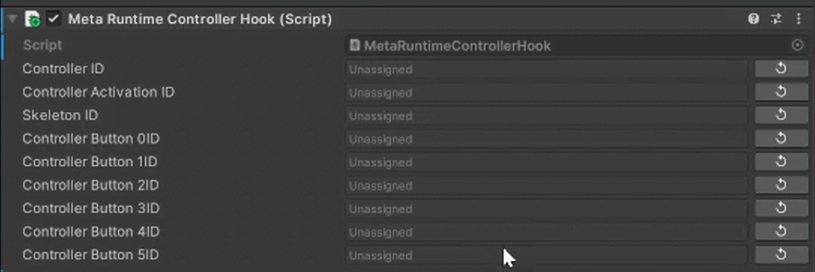 Meta Runtime Controller Hook (Script)
Script MetaRuntimeControllerHook
Controller ID Unassigned
Controller Activation ID Unassigned
Skeleton ID Unassigned
Controller Button 0ID Unassigned
Controller Button 1ID Unassigned
Controller Button 2ID Unassigned
Controller Button 3ID Unassigned
Controller Button 4ID Unassigned
Controller Button 5ID Unassigned